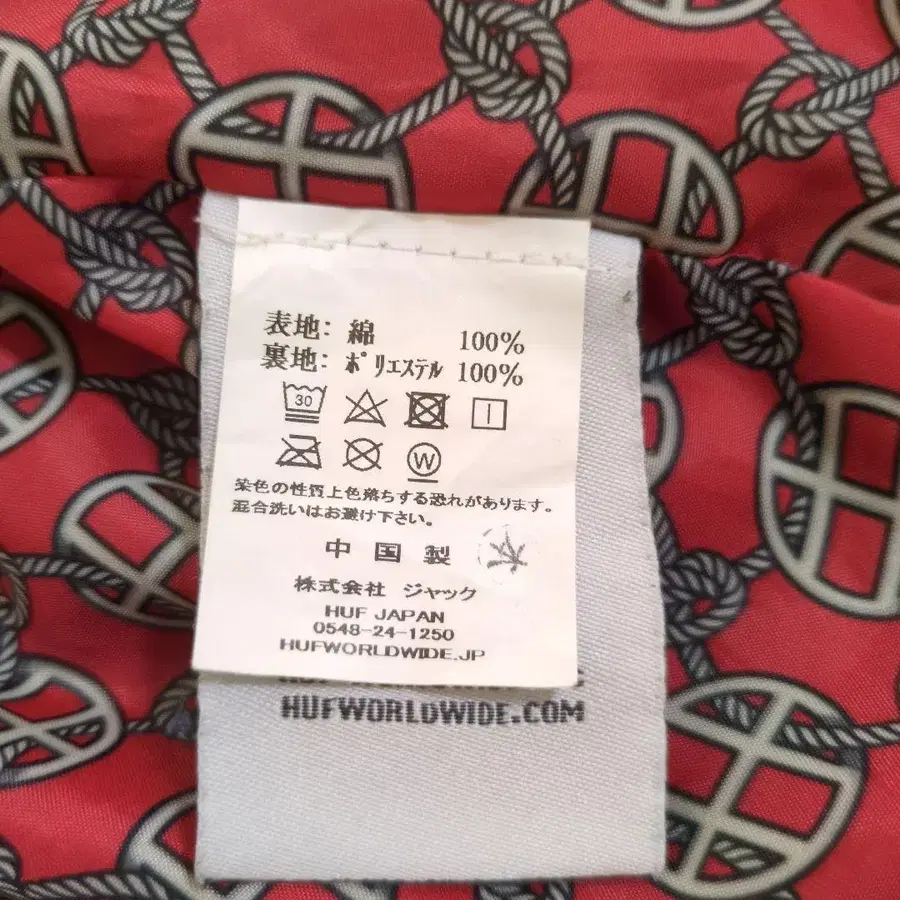 表地: 綿 100%
裏地: ポリエステル 100%
30
W
染色の性質上色落ちする恐れがあります。
混合洗いはお避け下さい。
中国製
株式会社 ジャック
HUF JAPAN
0548-24-1250
HUFWORLDWIDE.JP
HUFWORLDWIDE.COM